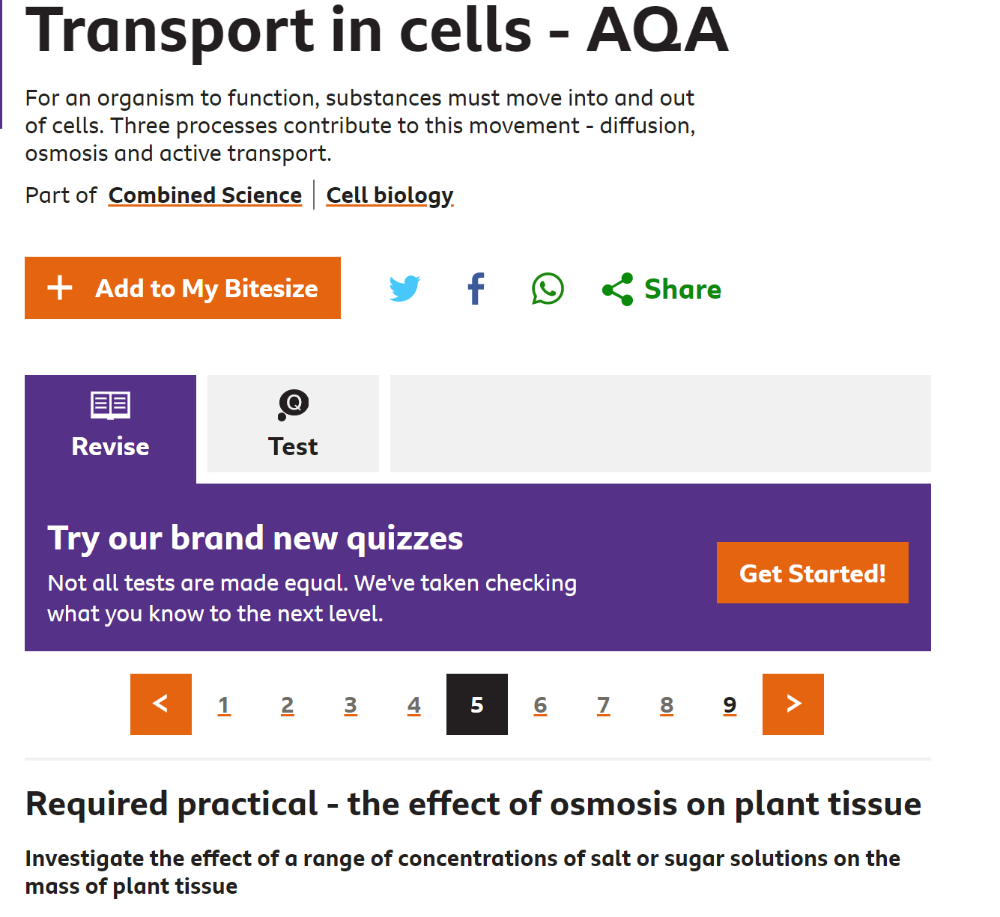 Transport in cells - AQA
For an organism to function, substances must move into and out
of cells. Three processes contribute to this movement - diffusion,
osmosis and active transport.
Part of Combined Science Cell biology
+ Add to My Bitesize
Share
Revise
Q
Test
Try our brand new quizzes
Not all tests are made equal. We've taken checking
what you know to the next level.
Get Started!
< 1 2 3 4 5 6 7 8 9 >
Required practical - the effect of osmosis on plant tissue
Investigate the effect of a range of concentrations of salt or sugar solutions on the
mass of plant tissue